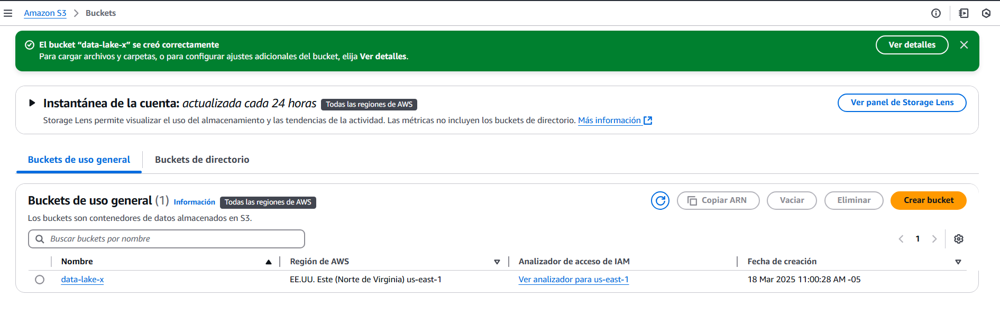 Amazon S3 > Buckets
El bucket “data-lake-x” se creó correctamente
Para cargar archivos y carpetas, o para configurar ajustes adicionales del bucket, elija Ver detalles.
Ver detalles
Instantánea de la cuenta: actualizada cada 24 horas Todas las regiones de AWS
Ver panel de Storage Lens
Storage Lens permite visualizar el uso del almacenamiento y las tendencias de la actividad. Las métricas no incluyen los buckets de directorio. Más información
Buckets de uso general Buckets de directorio
Buckets de uso general (1) Información Todas las regiones de AWS
Copiar ARN Vaciar Eliminar Crear bucket
Los buckets son contenedores de datos almacenados en S3.
Buscar buckets por nombre
1
Nombre Región de AWS Analizador de acceso de IAM Fecha de creación
data-lake-x EE.UU. Este (Norte de Virginia) us-east-1 Ver analizador para us-east-1 18 Mar 2025 11:00:28 AM -05